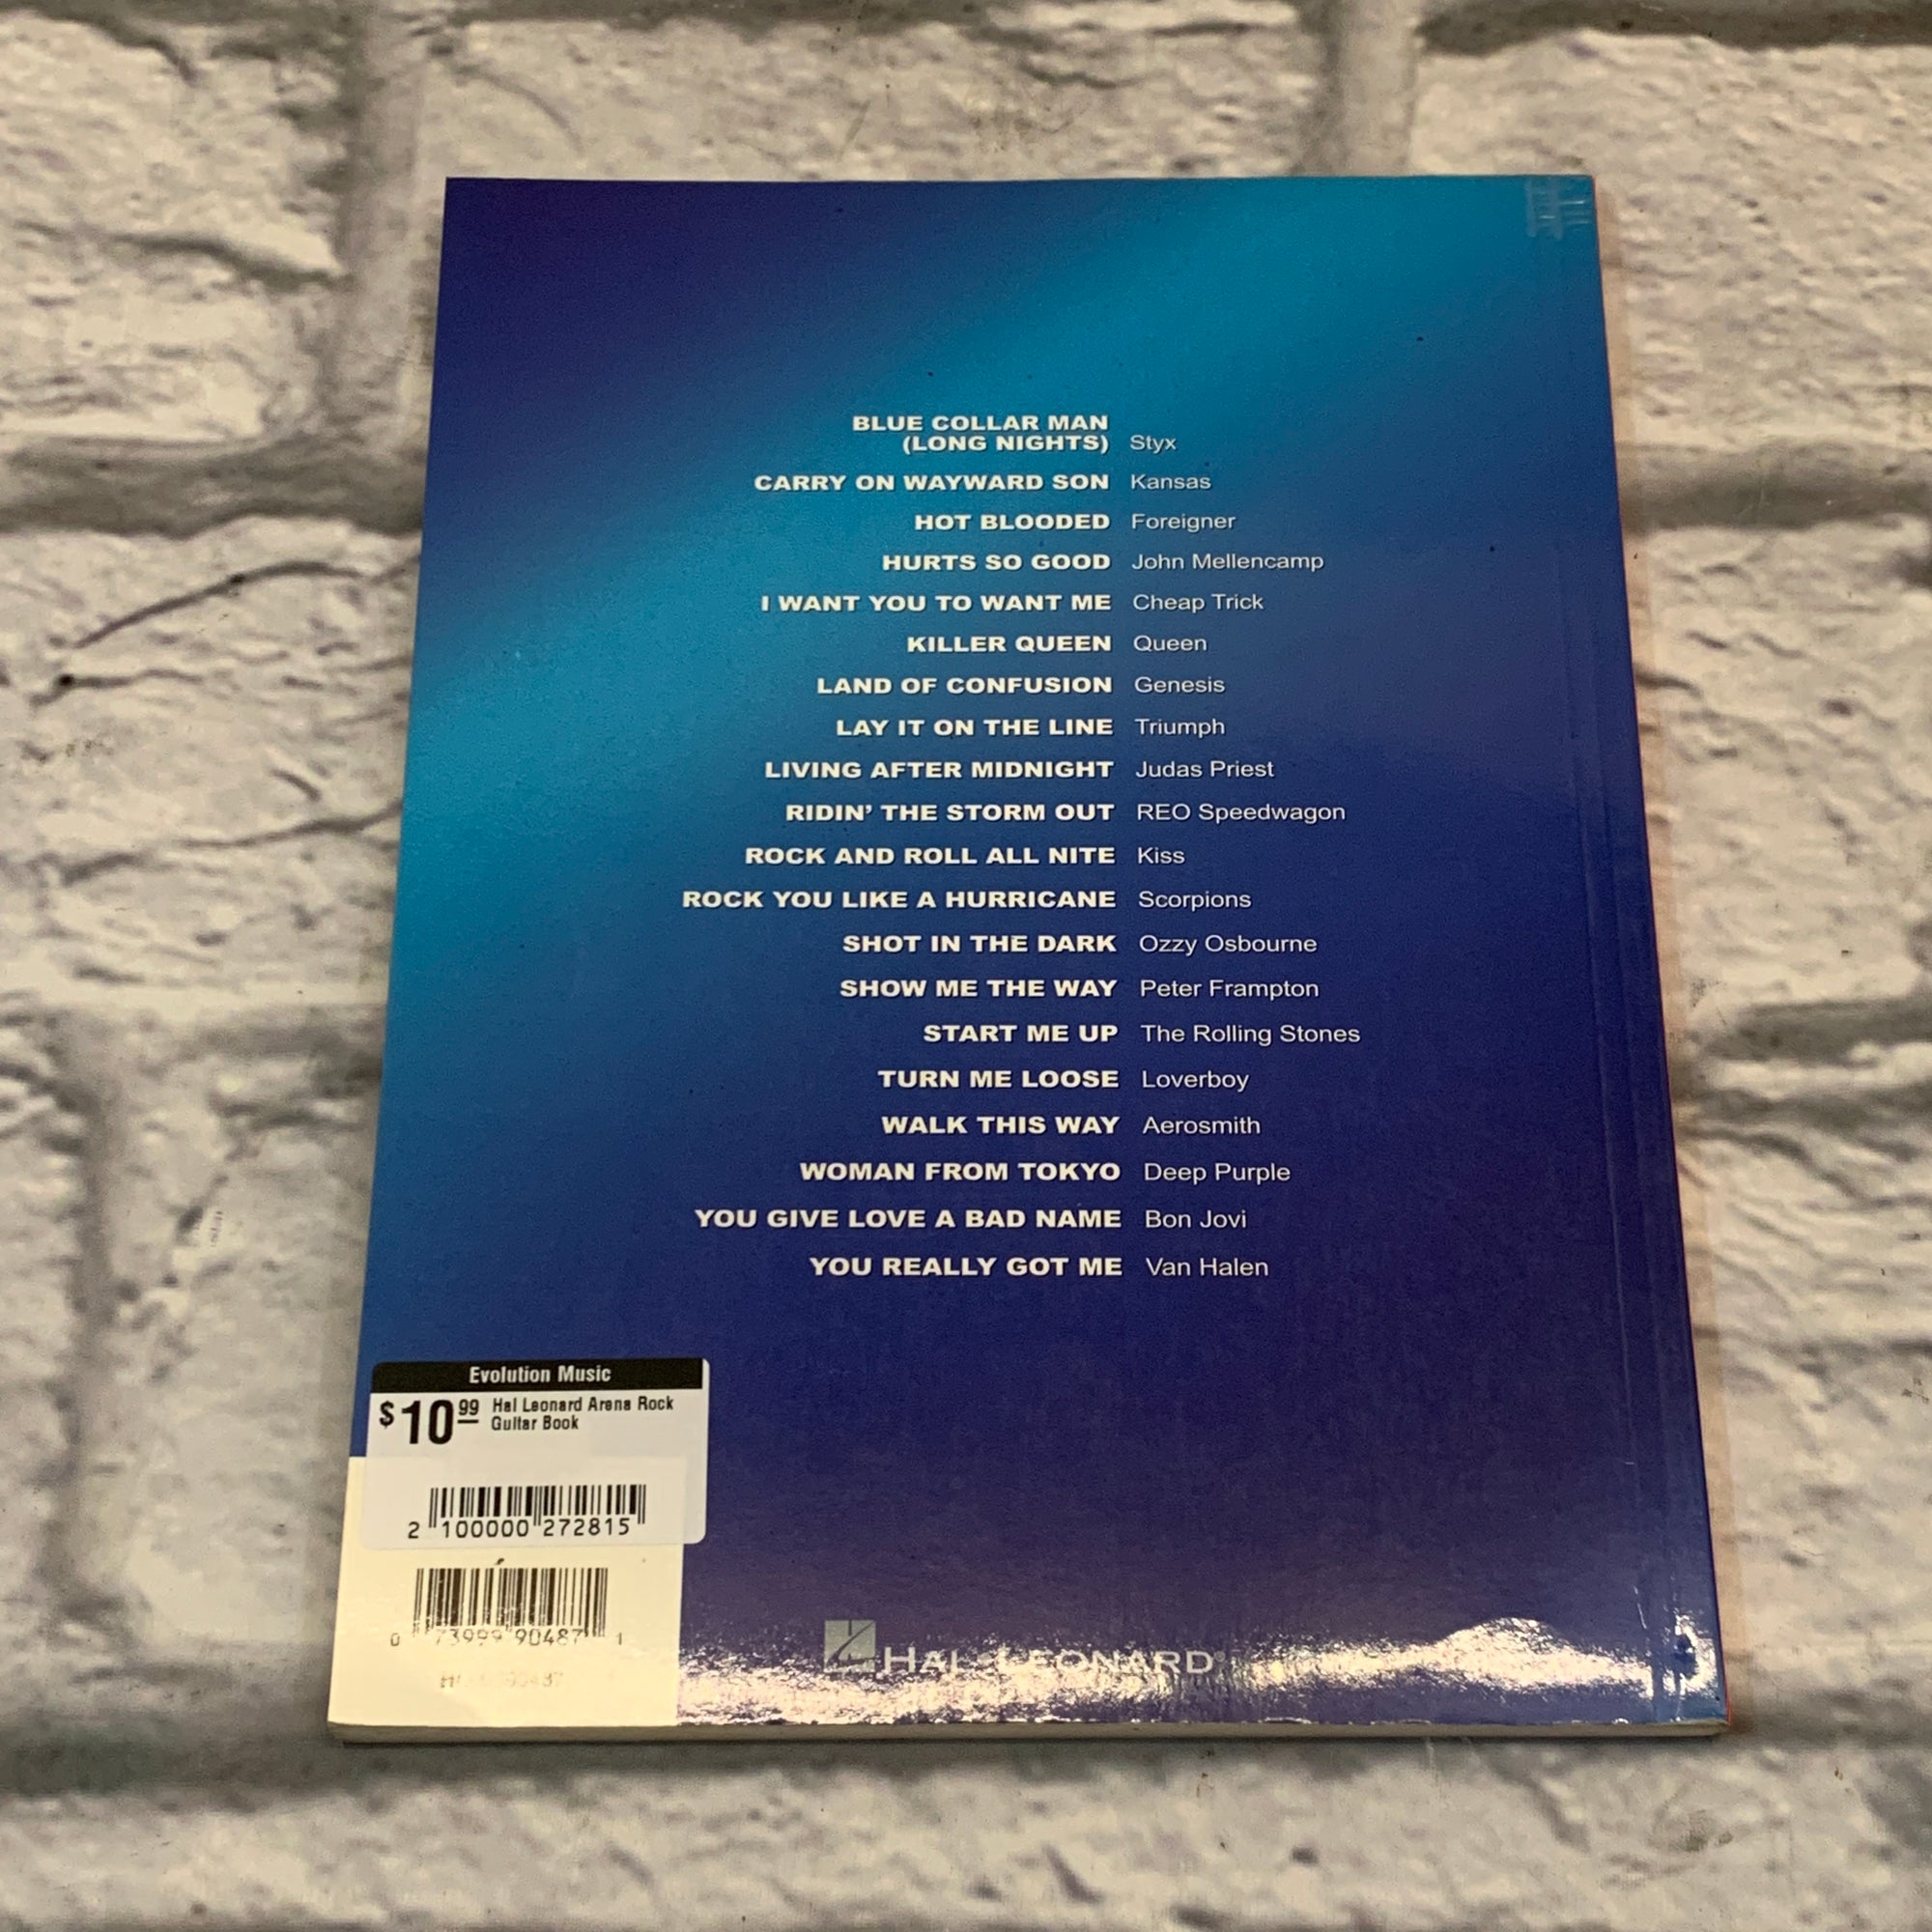 BLUE COLLAR MAN
(LONG NIGHTS) Styx
CARRY ON WAYWARD SON Kansas
HOT BLOODED Foreigner
HURTS SO GOOD John Mellencamp
I WANT YOU TO WANT ME Cheap Trick
KILLER QUEEN Queen
LAND OF CONFUSION Genesis
LAY IT ON THE LINE Triumph
LIVING AFTER MIDNIGHT Judas Priest
RIDIN' THE STORM OUT REO Speedwagon
ROCK AND ROLL ALL NITE Kiss
ROCK YOU LIKE A HURRICANE Scorpions
SHOT IN THE DARK Ozzy Osbourne
SHOW ME THE WAY Peter Frampton
START ME UP The Rolling Stones
TURN ME LOOSE Loverboy
WALK THIS WAY Aerosmith
WOMAN FROM TOKYO Deep Purple
YOU GIVE LOVE A BAD NAME Bon Jovi
YOU REALLY GOT ME Van Halen
Evolution Music
$10.99 Hal Leonard Arena Rock
Guitar Book
2 100000 272815
0 73999 90487 1
HAL•LEONARD®